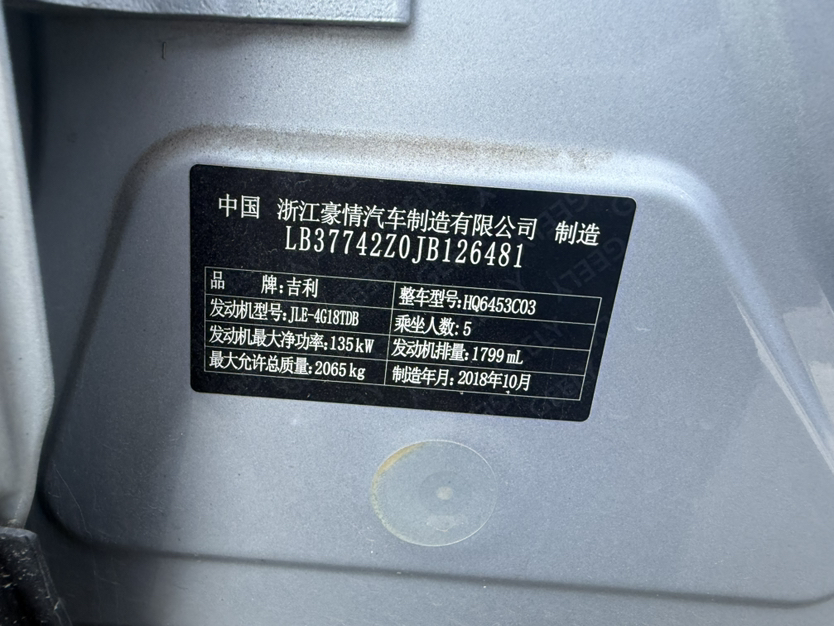 中国 浙江豪情汽车制造有限公司 制造
LB37742Z0JB126481
品 牌:吉利 整车型号:HQ6453C03
发动机型号:JLE-4G18TDB 乘坐人数:5
发动机最大净功率:135kW 发动机排量:1799mL
最大允许总质量:2065kg 制造年月:2018年10月